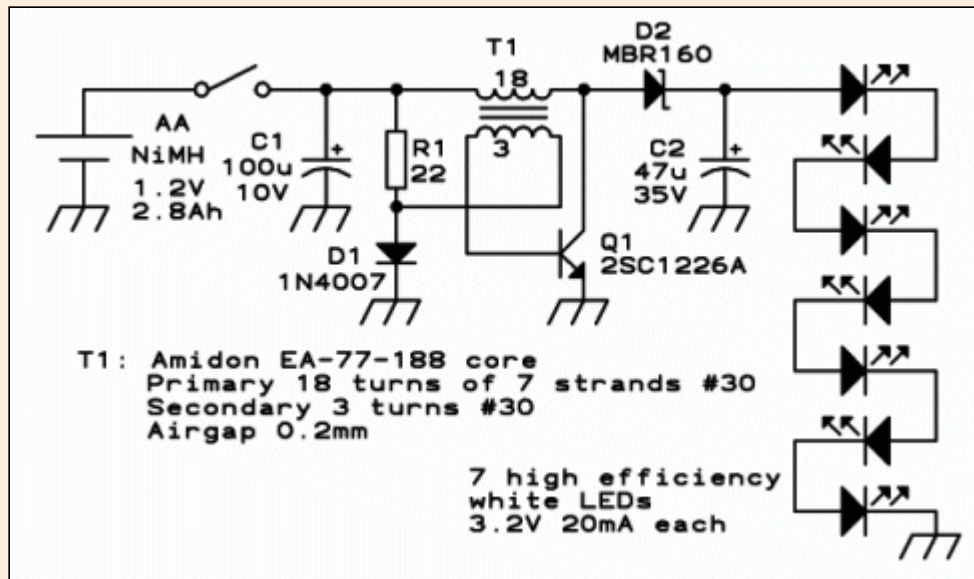 D2
MBR160
T1
18
AA
NiMH
1.2V
2.8Ah
C1
100u
10V
R1
22
3
C2
47u
35V
D1
1N4007
Q1
2SC1226A
+
+
T1: Amidon EA-77-188 core
Primary 18 turns of 7 strands #30
Secondary 3 turns #30
Airgap 0.2mm
7 high efficiency
white LEDs
3.2V 20mA each